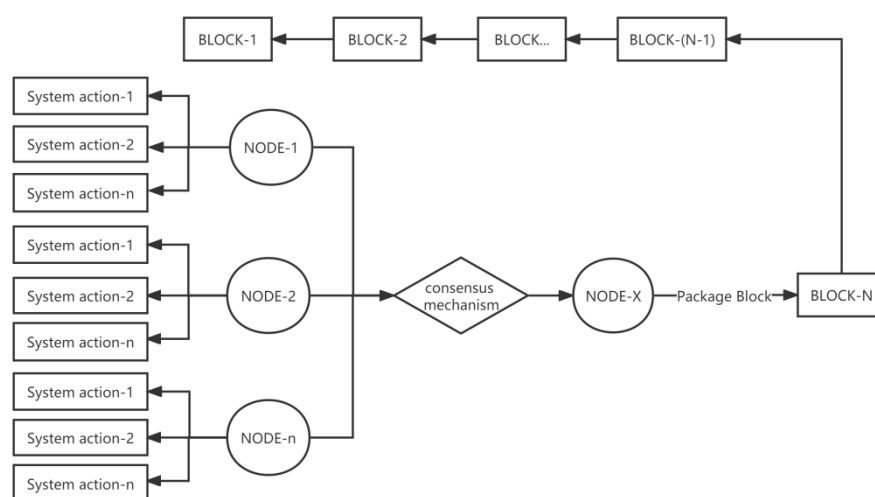 BLOCK-1
BLOCK-2
BLOCK...
BLOCK-(N-1)
System action-1
System action-2
System action-n
NODE-1
System action-1
System action-2
System action-n
NODE-2
consensus
mechanism
NODE-X
Package Block
BLOCK-N
System action-1
System action-2
System action-n
NODE-n